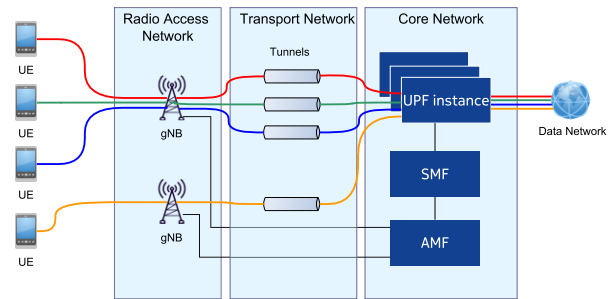 Radio Access
Network
Transport Network
Core Network
Tunnels
UE
UE
UE
UE
gNB
gNB
UPF instance
SMF
AMF
Data Network